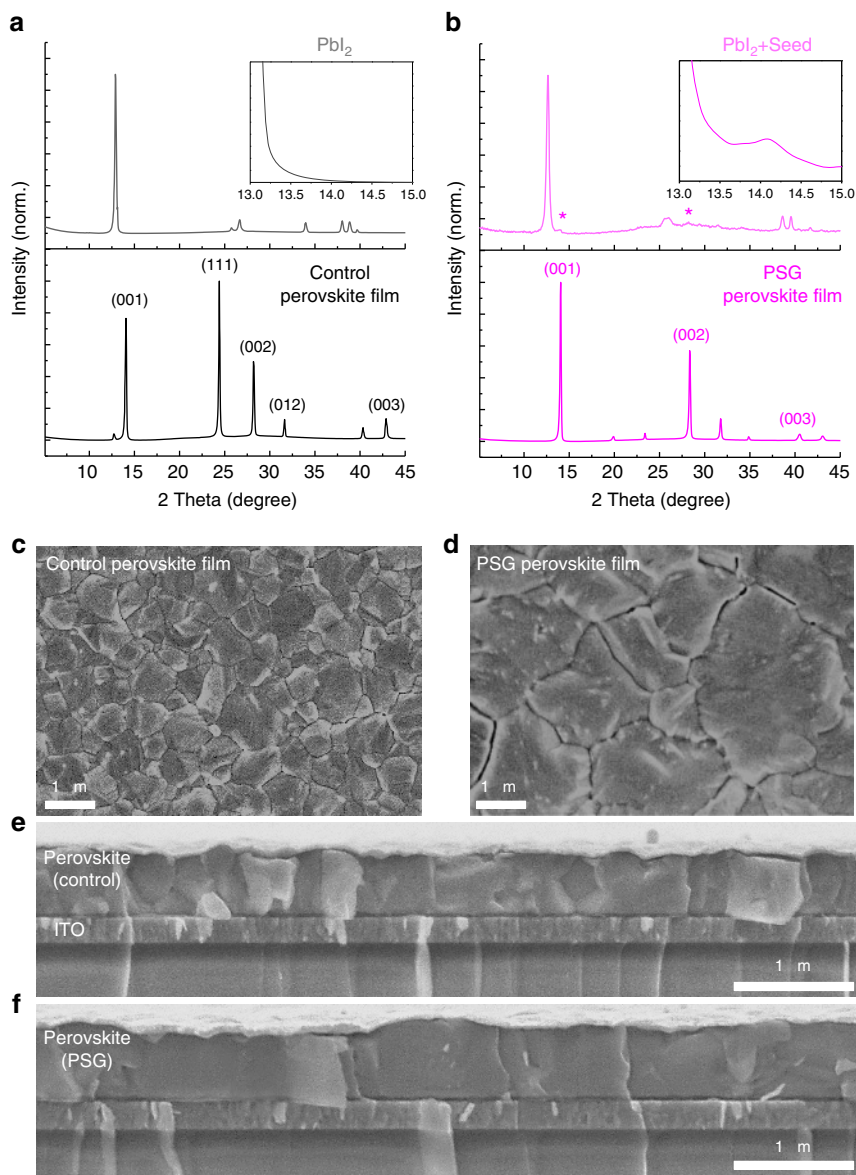 a
b
PbI₂
PbI₂+Seed
13.0 13.5 14.0 14.5 15.0
13.0 13.5 14.0 14.5 15.0
*
*
Intensity (norm.)
Intensity (norm.)
(001)
(111)
(002)
(012)
(003)
Control
perovskite film
(001)
(002)
(003)
PSG
perovskite film
10 15 20 25 30 35 40 45
2 Theta (degree)
10 15 20 25 30 35 40 45
2 Theta (degree)
c
Control perovskite film
1 m
d
PSG perovskite film
1 m
e
Perovskite
(control)
ITO
1 m
f
Perovskite
(PSG)
1 m